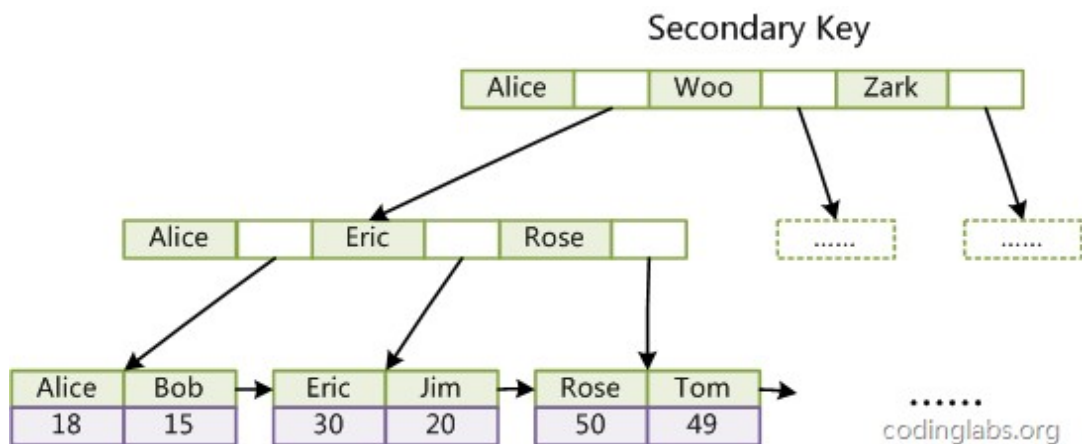 Secondary Key
Alice Woo Zark
Alice Eric Rose
...... ......
Alice Bob Eric Jim Rose Tom
18 15 30 20 50 49
......
codinglabs.org